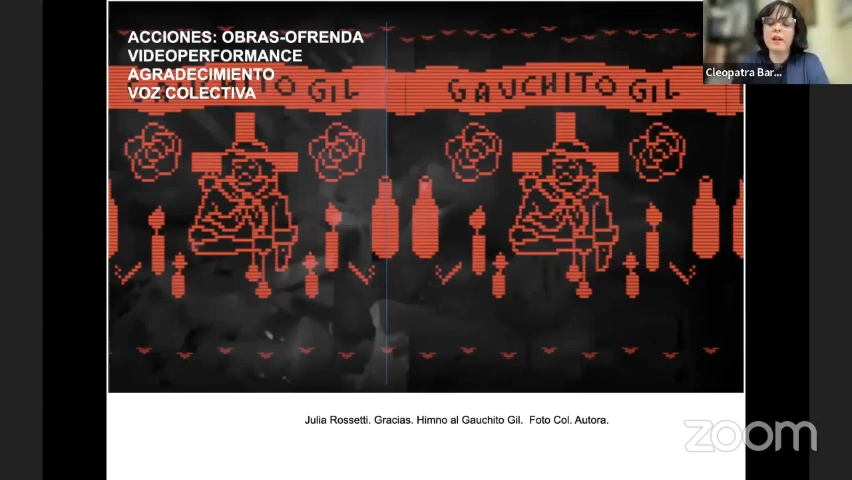 ACCIONES: OBRAS-OFRENDA
VIDEOPERFORMANCE
AGRADECIMIENTO
VOZ COLECTIVA
GAUCHITO GIL
GAUCHITO GIL
Cleopatra Bar...
Julia Rossetti. Gracias. Himno al Gauchito Gil. Foto Col. Autora.
zoom